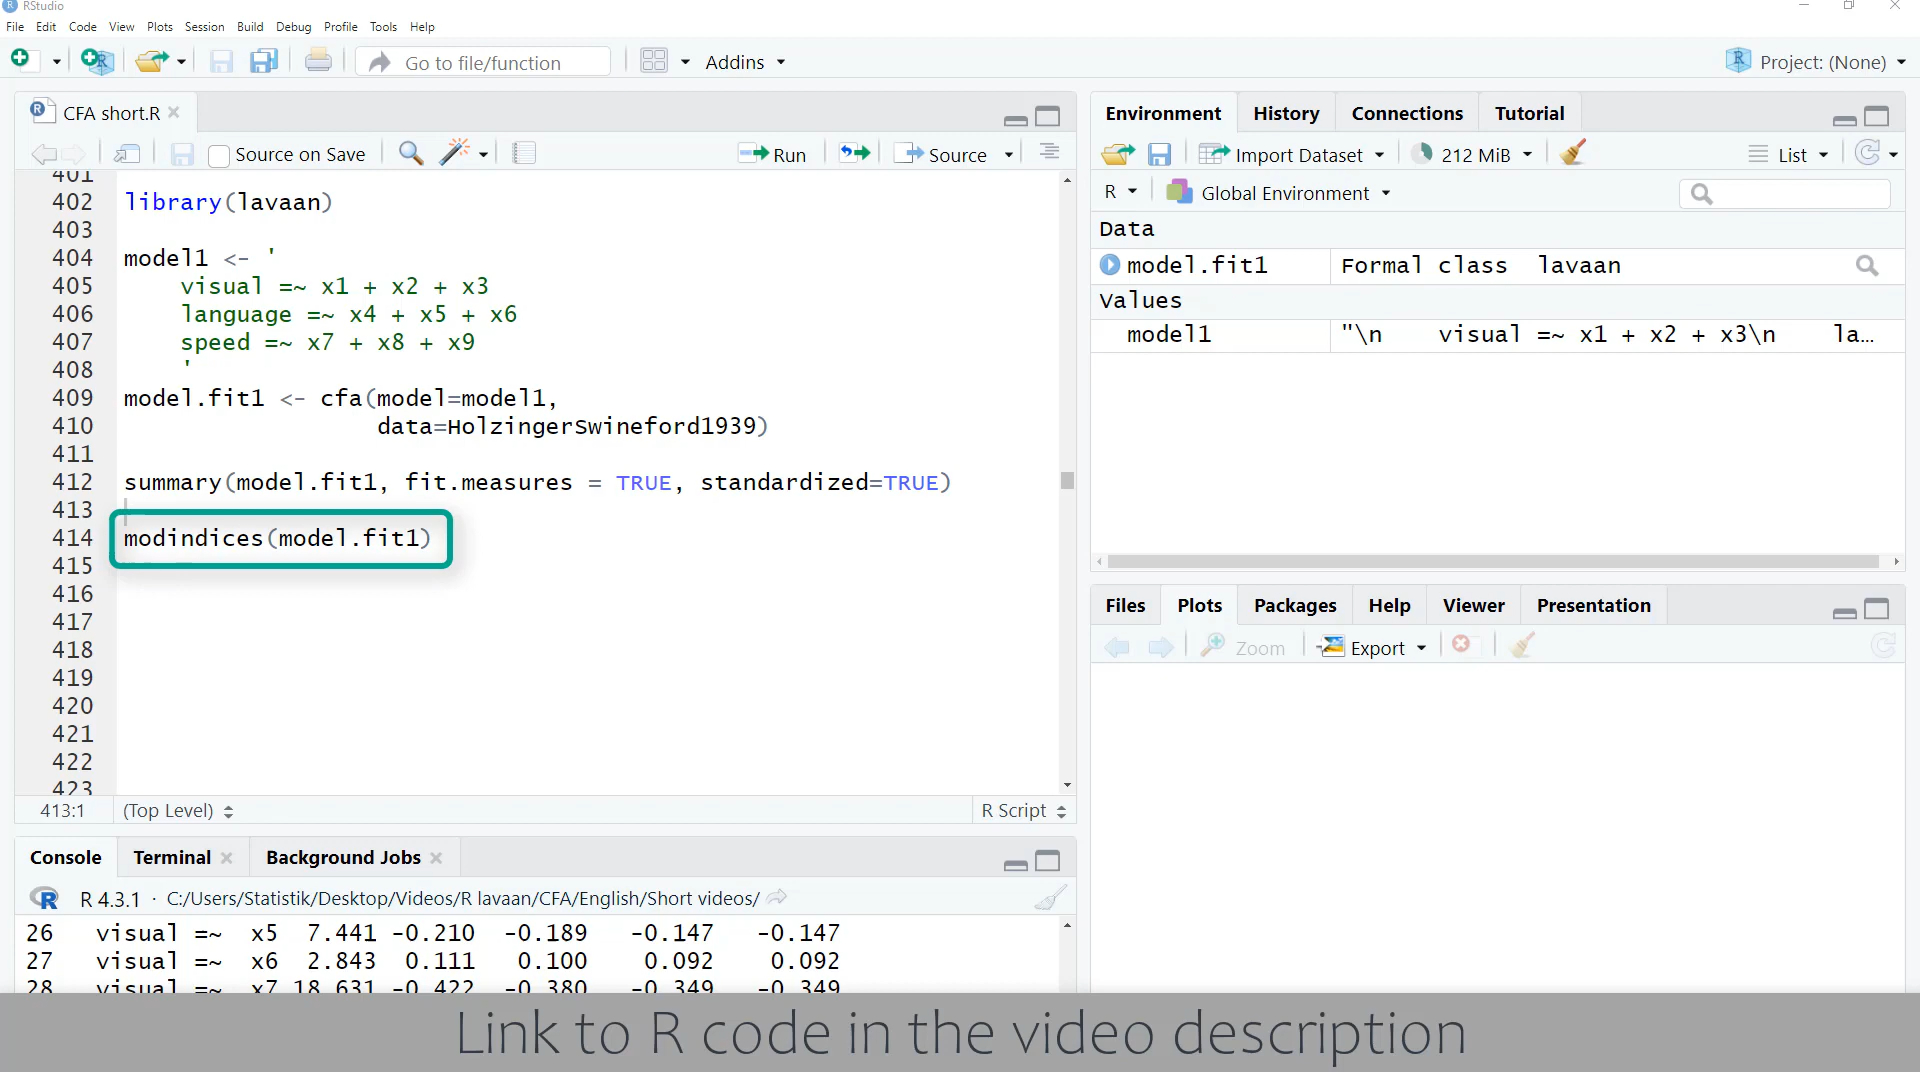 RStudio
File Edit Code View Plots Session Build Debug Profile Tools Help
Go to file/function Addins Project: (None)
CFA short.R
Source on Save Run Source
401
402 library(lavaan)
403
404 model1 <- '
405 visual =~ x1 + x2 + x3
406 language =~ x4 + x5 + x6
407 speed =~ x7 + x8 + x9
408 '
409 model.fit1 <- cfa(model=model1,
410 data=HolzingerSwineford1939)
411
412 summary(model.fit1, fit.measures = TRUE, standardized=TRUE)
413
414 modindices(model.fit1)
415
416
417
418
419
420
421
422
423
413:1 (Top Level) R Script
Console Terminal Background Jobs
R 4.3.1 · C:/Users/Statistik/Desktop/Videos/R lavaan/CFA/English/Short videos/
26 visual =~ x5 7.441 -0.210 -0.189 -0.147 -0.147
27 visual =~ x6 2.843 0.111 0.100 0.092 0.092
28 visual =~ x7 18.631 -0.422 -0.380 -0.349 -0.349
Environment History Connections Tutorial
Import Dataset 212 MiB List
R Global Environment
Data
model.fit1 Formal class lavaan
Values
model1 "\n visual =~ x1 + x2 + x3\n la…
Files Plots Packages Help Viewer Presentation
Zoom Export
Link to R code in the video description